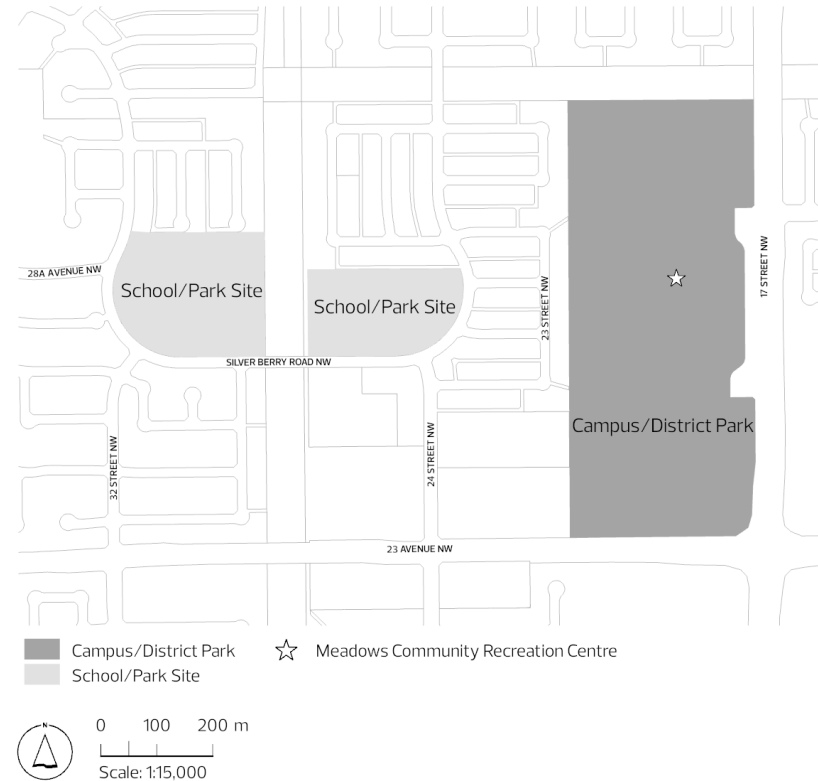 28A AVENUE NW
School/Park Site
School/Park Site
23 STREET NW
17 STREET NW
SILVER BERRY ROAD NW
Campus/District Park
32 STREET NW
24 STREET NW
23 AVENUE NW
Campus/District Park
Meadows Community Recreation Centre
School/Park Site
N
0 100 200 m
Scale: 1:15,000